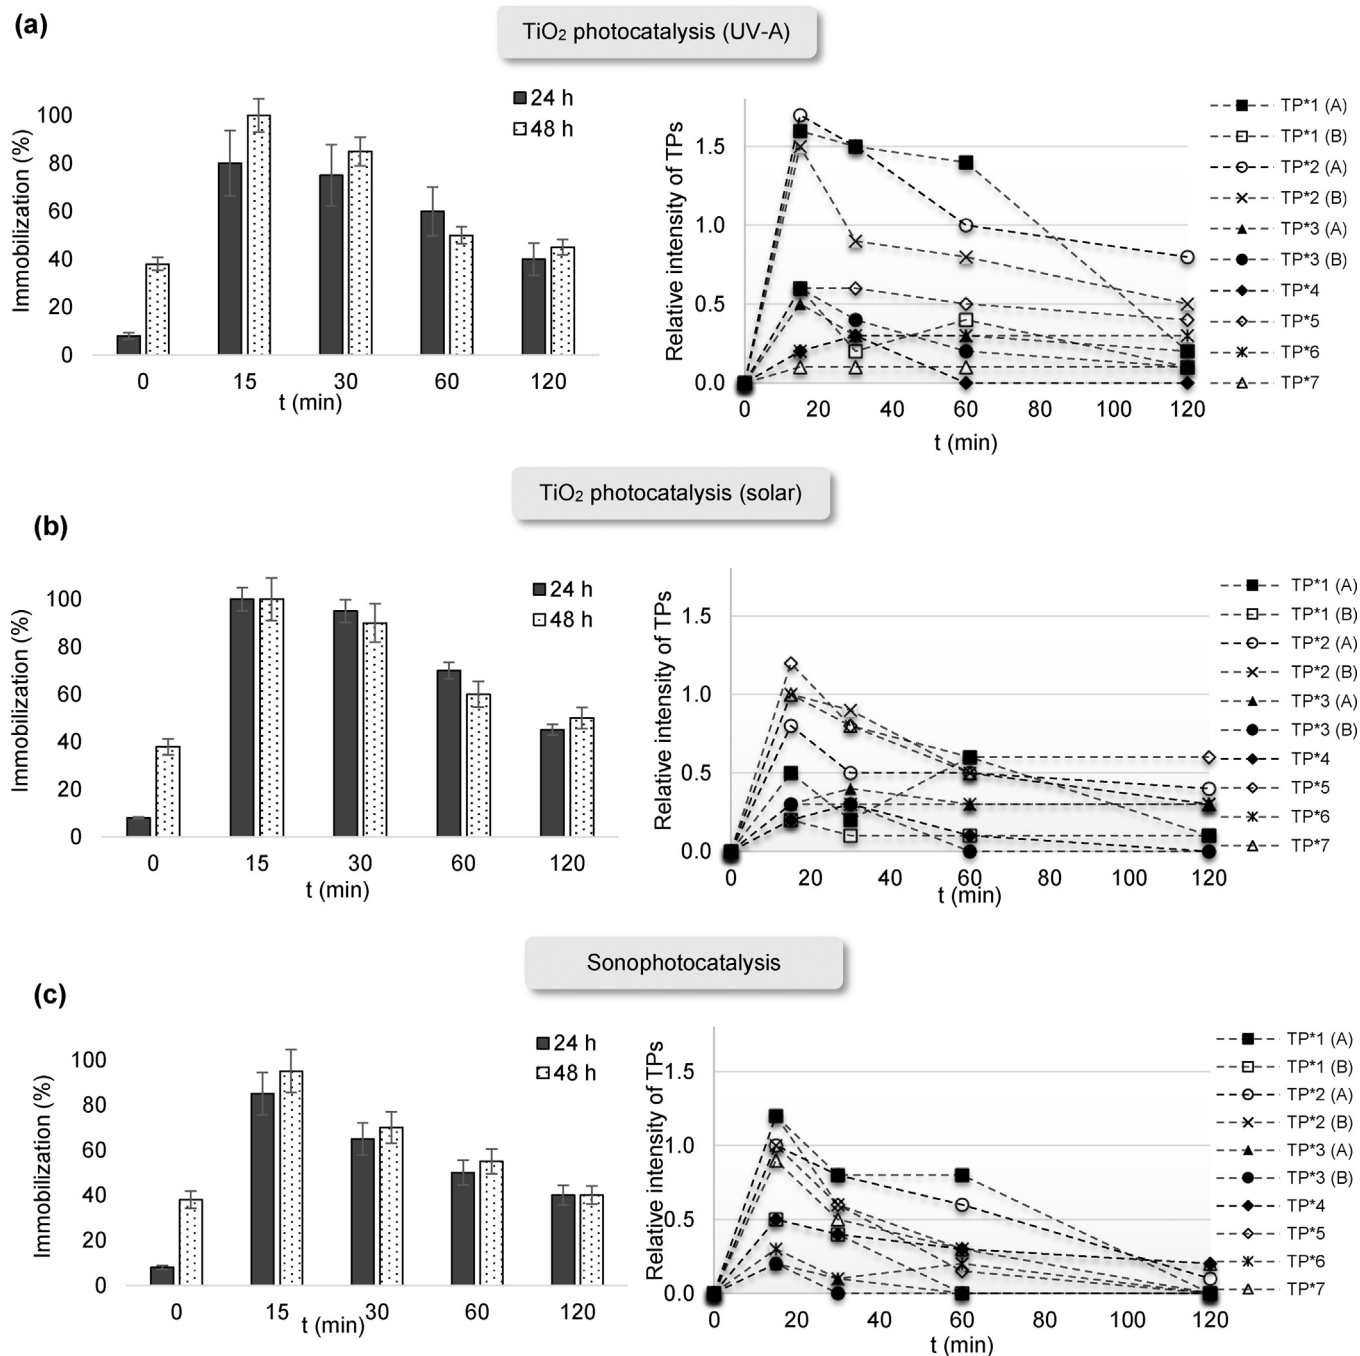 (a)
TiO₂ photocatalysis (UV-A)
Immobilization (%)
100
80
60
40
20
0
24 h
48 h
0 15 30 60 120
t (min)
Relative intensity of TPs
1.5
1.0
0.5
0.0
0 20 40 60 80 100 120
t (min)
TP*1 (A)
TP*1 (B)
TP*2 (A)
TP*2 (B)
TP*3 (A)
TP*3 (B)
TP*4
TP*5
TP*6
TP*7
TiO₂ photocatalysis (solar)
(b)
Immobilization (%)
100
80
60
40
20
0
24 h
48 h
0 15 30 60 120
t (min)
Relative intensity of TPs
1.5
1.0
0.5
0.0
0 20 40 60 80 100 120
t (min)
TP*1 (A)
TP*1 (B)
TP*2 (A)
TP*2 (B)
TP*3 (A)
TP*3 (B)
TP*4
TP*5
TP*6
TP*7
Sonophotocatalysis
(c)
Immobilization (%)
100
80
60
40
20
0
24 h
48 h
0 15 30 60 120
t (min)
Relative intensity of TPs
1.5
1.0
0.5
0.0
0 20 40 60 80 100 120
t (min)
TP*1 (A)
TP*1 (B)
TP*2 (A)
TP*2 (B)
TP*3 (A)
TP*3 (B)
TP*4
TP*5
TP*6
TP*7